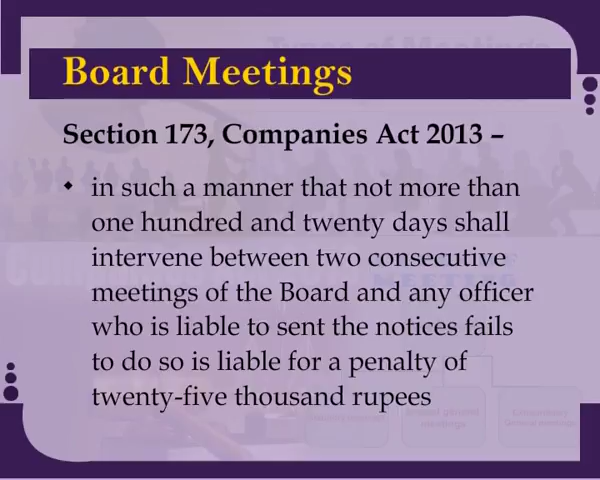 Board Meetings
Section 173, Companies Act 2013 –
• in such a manner that not more than
one hundred and twenty days shall
intervene between two consecutive
meetings of the Board and any officer
who is liable to sent the notices fails
to do so is liable for a penalty of
twenty-five thousand rupees